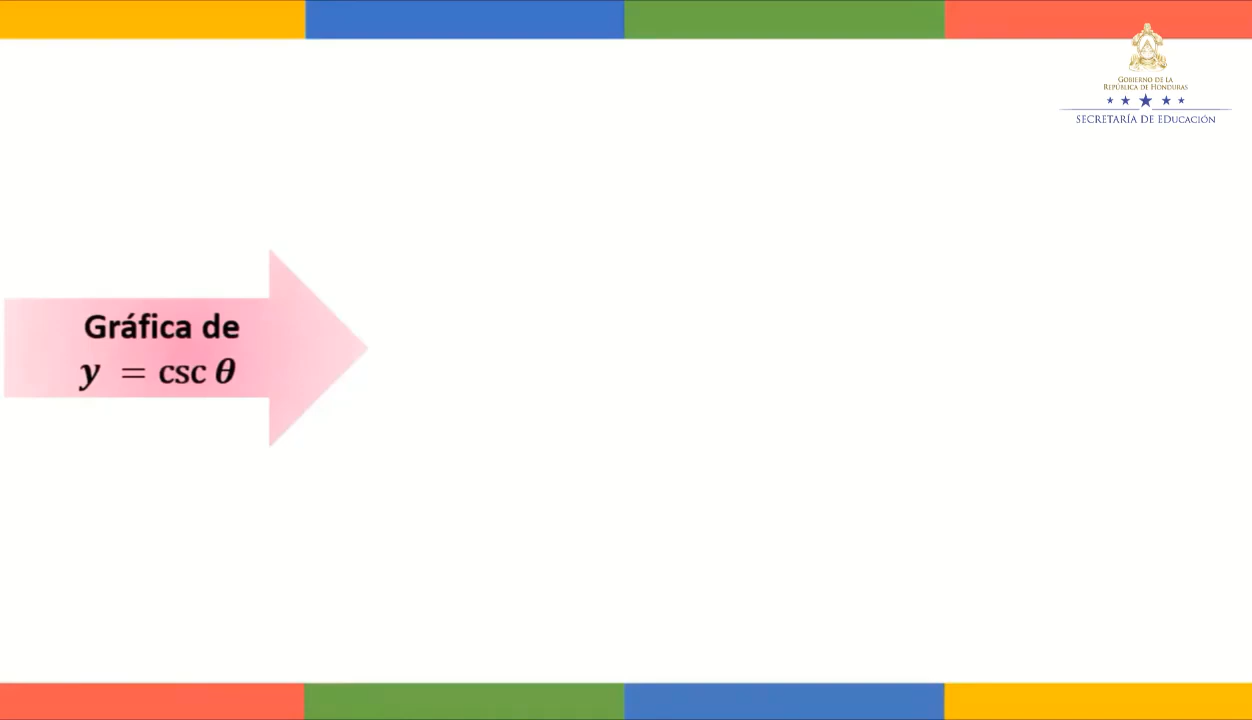 GOBIERNO DE LA
REPÚBLICA DE HONDURAS
SECRETARÍA DE EDUCACIÓN
Gráfica de
y = csc θ